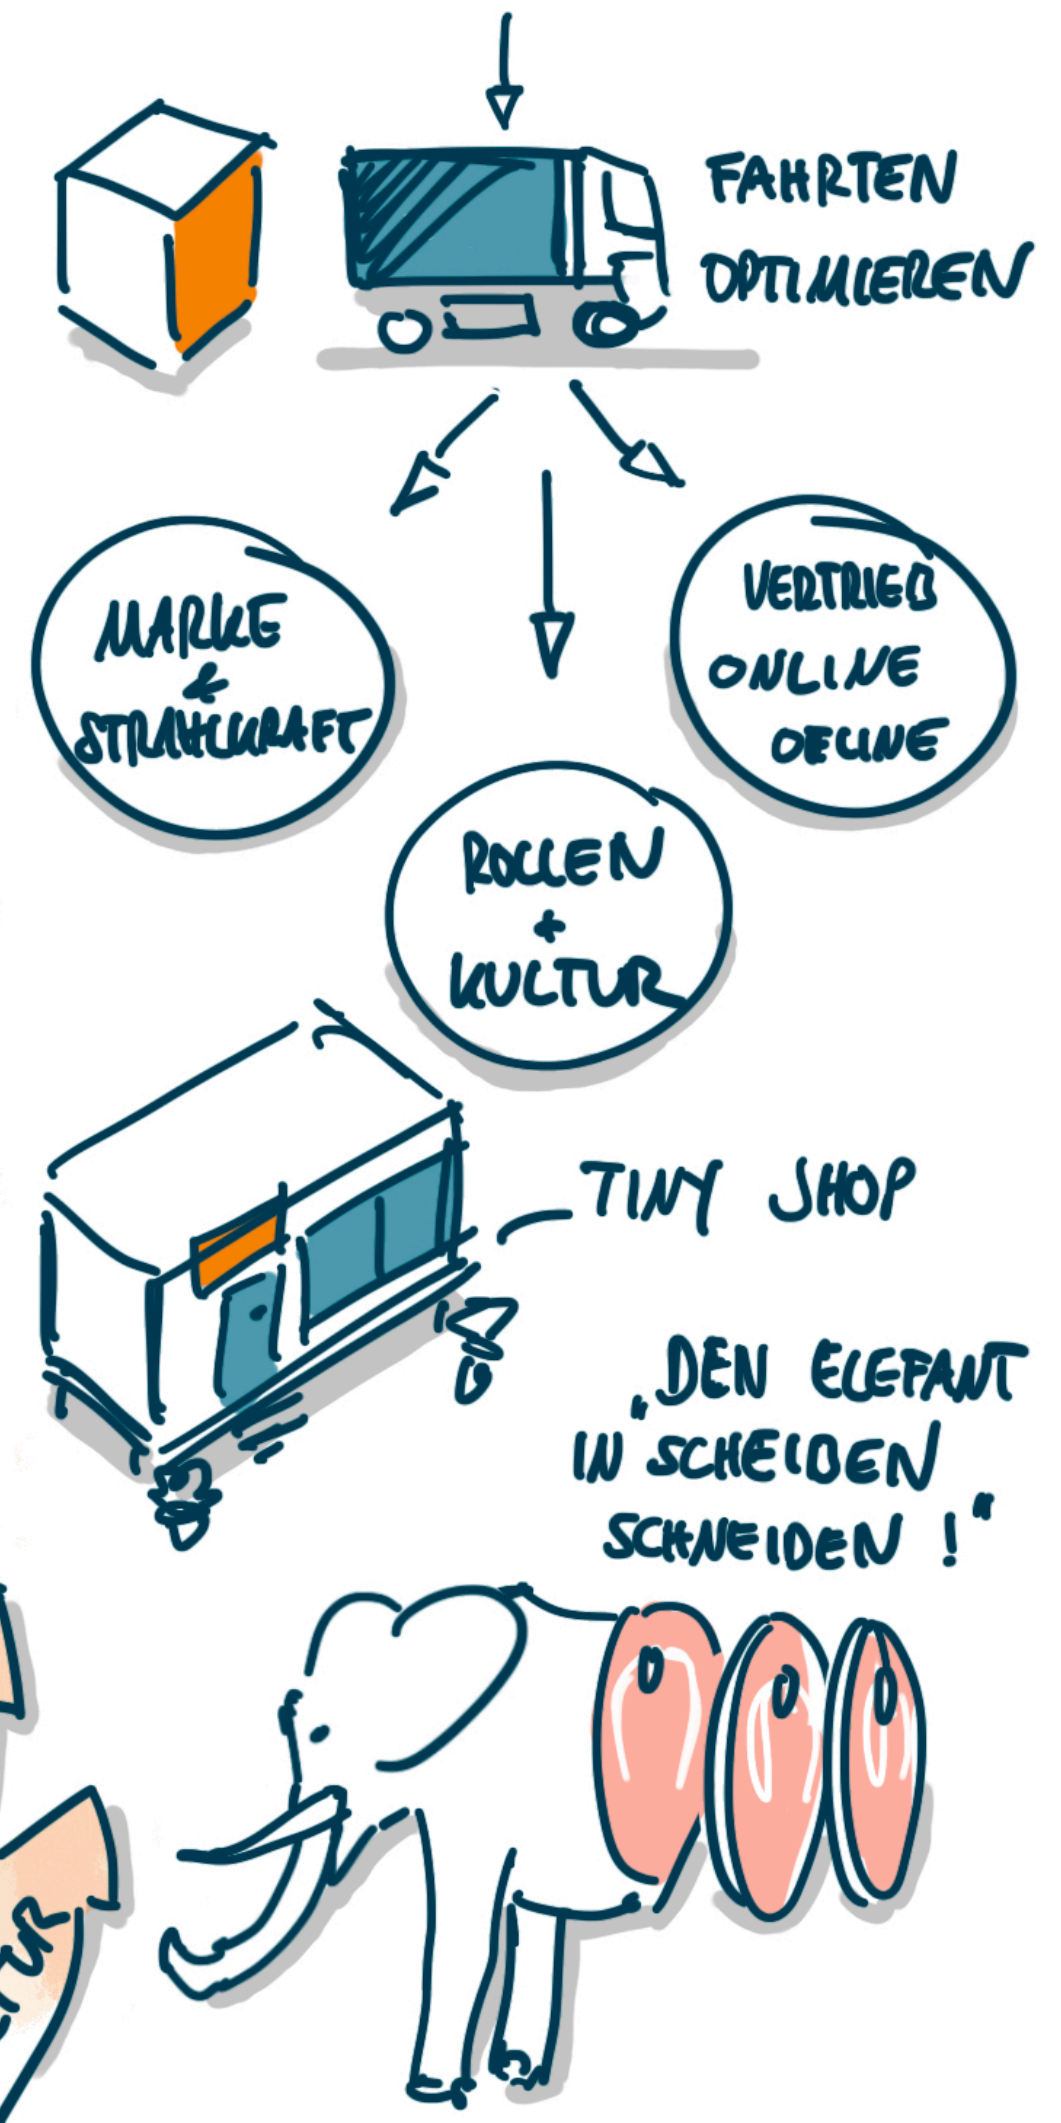 FAHRTEN
OPTIMIEREN
MARKE
&
STRAHLKRAFT
VERTRIEB
ONLINE
OFFLINE
ROLLEN
+
KULTUR
TINY SHOP
„DEN ELEFANT
IN SCHEIBEN
SCHNEIDEN!“